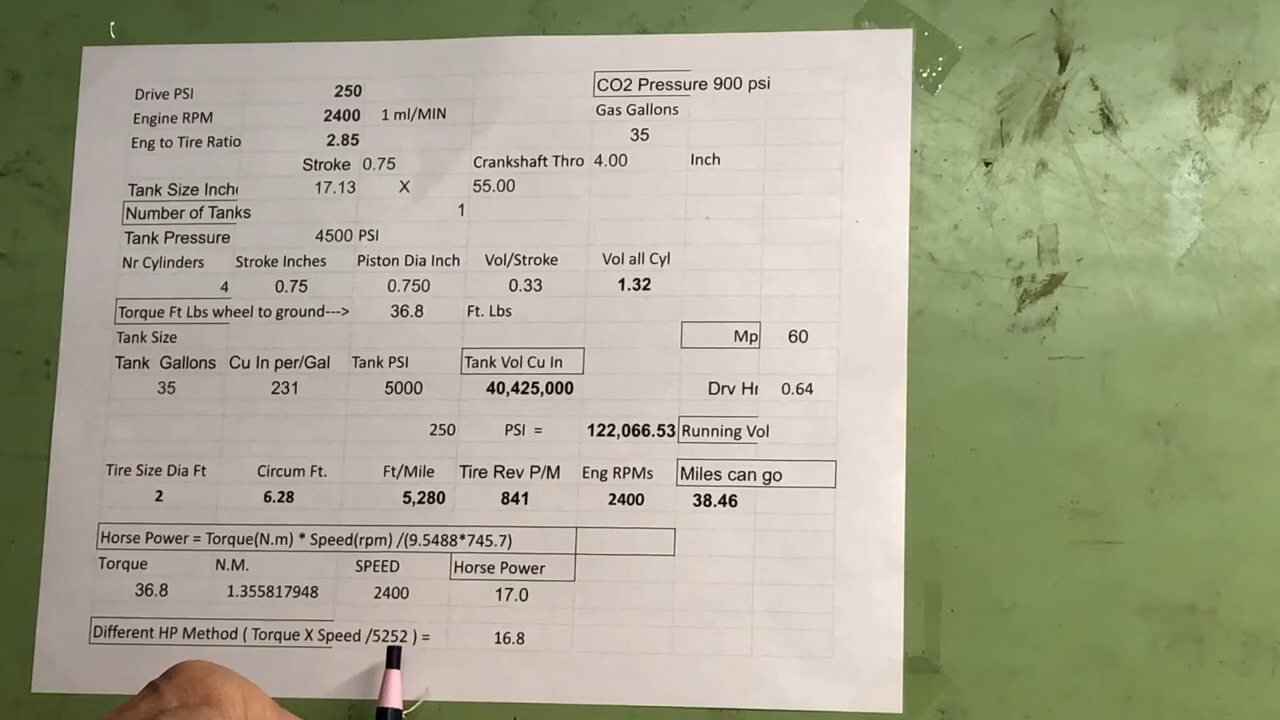 Drive PSI 250 CO2 Pressure 900 psi
Engine RPM 2400 1 ml/MIN Gas Gallons
Eng to Tire Ratio 2.85 35
Stroke 0.75 Crankshaft Thro 4.00 Inch
Tank Size Inch 17.13 X 55.00
Number of Tanks 1
Tank Pressure 4500 PSI
Nr Cylinders Stroke Inches Piston Dia Inch Vol/Stroke Vol all Cyl
4 0.75 0.750 0.33 1.32
Torque Ft Lbs wheel to ground---> 36.8 Ft. Lbs
Tank Size Mp 60
Tank Gallons Cu In per/Gal Tank PSI Tank Vol Cu In
35 231 5000 40,425,000 Drv Hr 0.64
250 PSI = 122,066.53 Running Vol
Tire Size Dia Ft Circum Ft. Ft/Mile Tire Rev P/M Eng RPMs Miles can go
2 6.28 5,280 841 2400 38.46
Horse Power = Torque(N.m) * Speed(rpm) /(9.5488*745.7)
Torque N.M. SPEED Horse Power
36.8 1.355817948 2400 17.0
Different HP Method ( Torque X Speed /5252 ) = 16.8